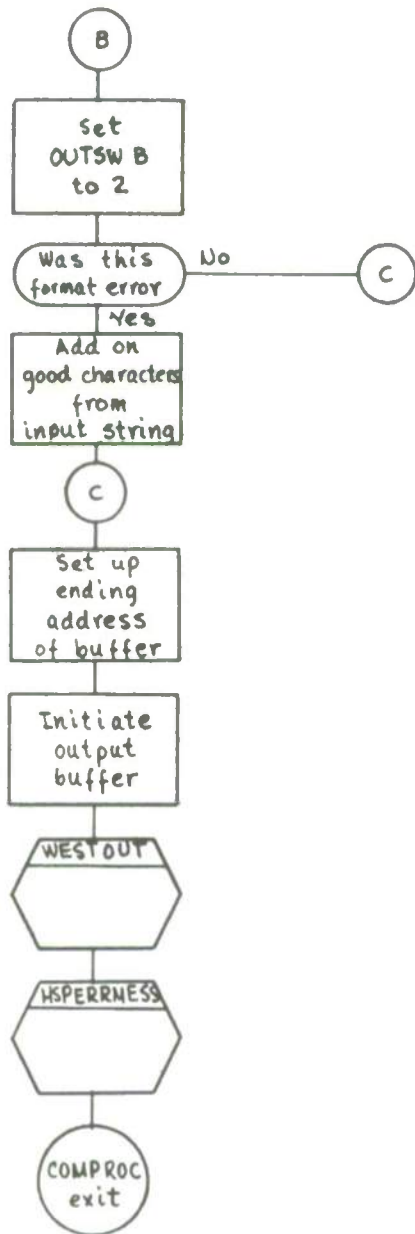 B
Set
OUTSW B
to 2
Was this
format error
No
C
Yes
Add on
good characters
from
input string
C
Set up
ending
address
of buffer
Initiate
output
buffer
WESTOUT
HSPERRMESS
COMPROC
exit